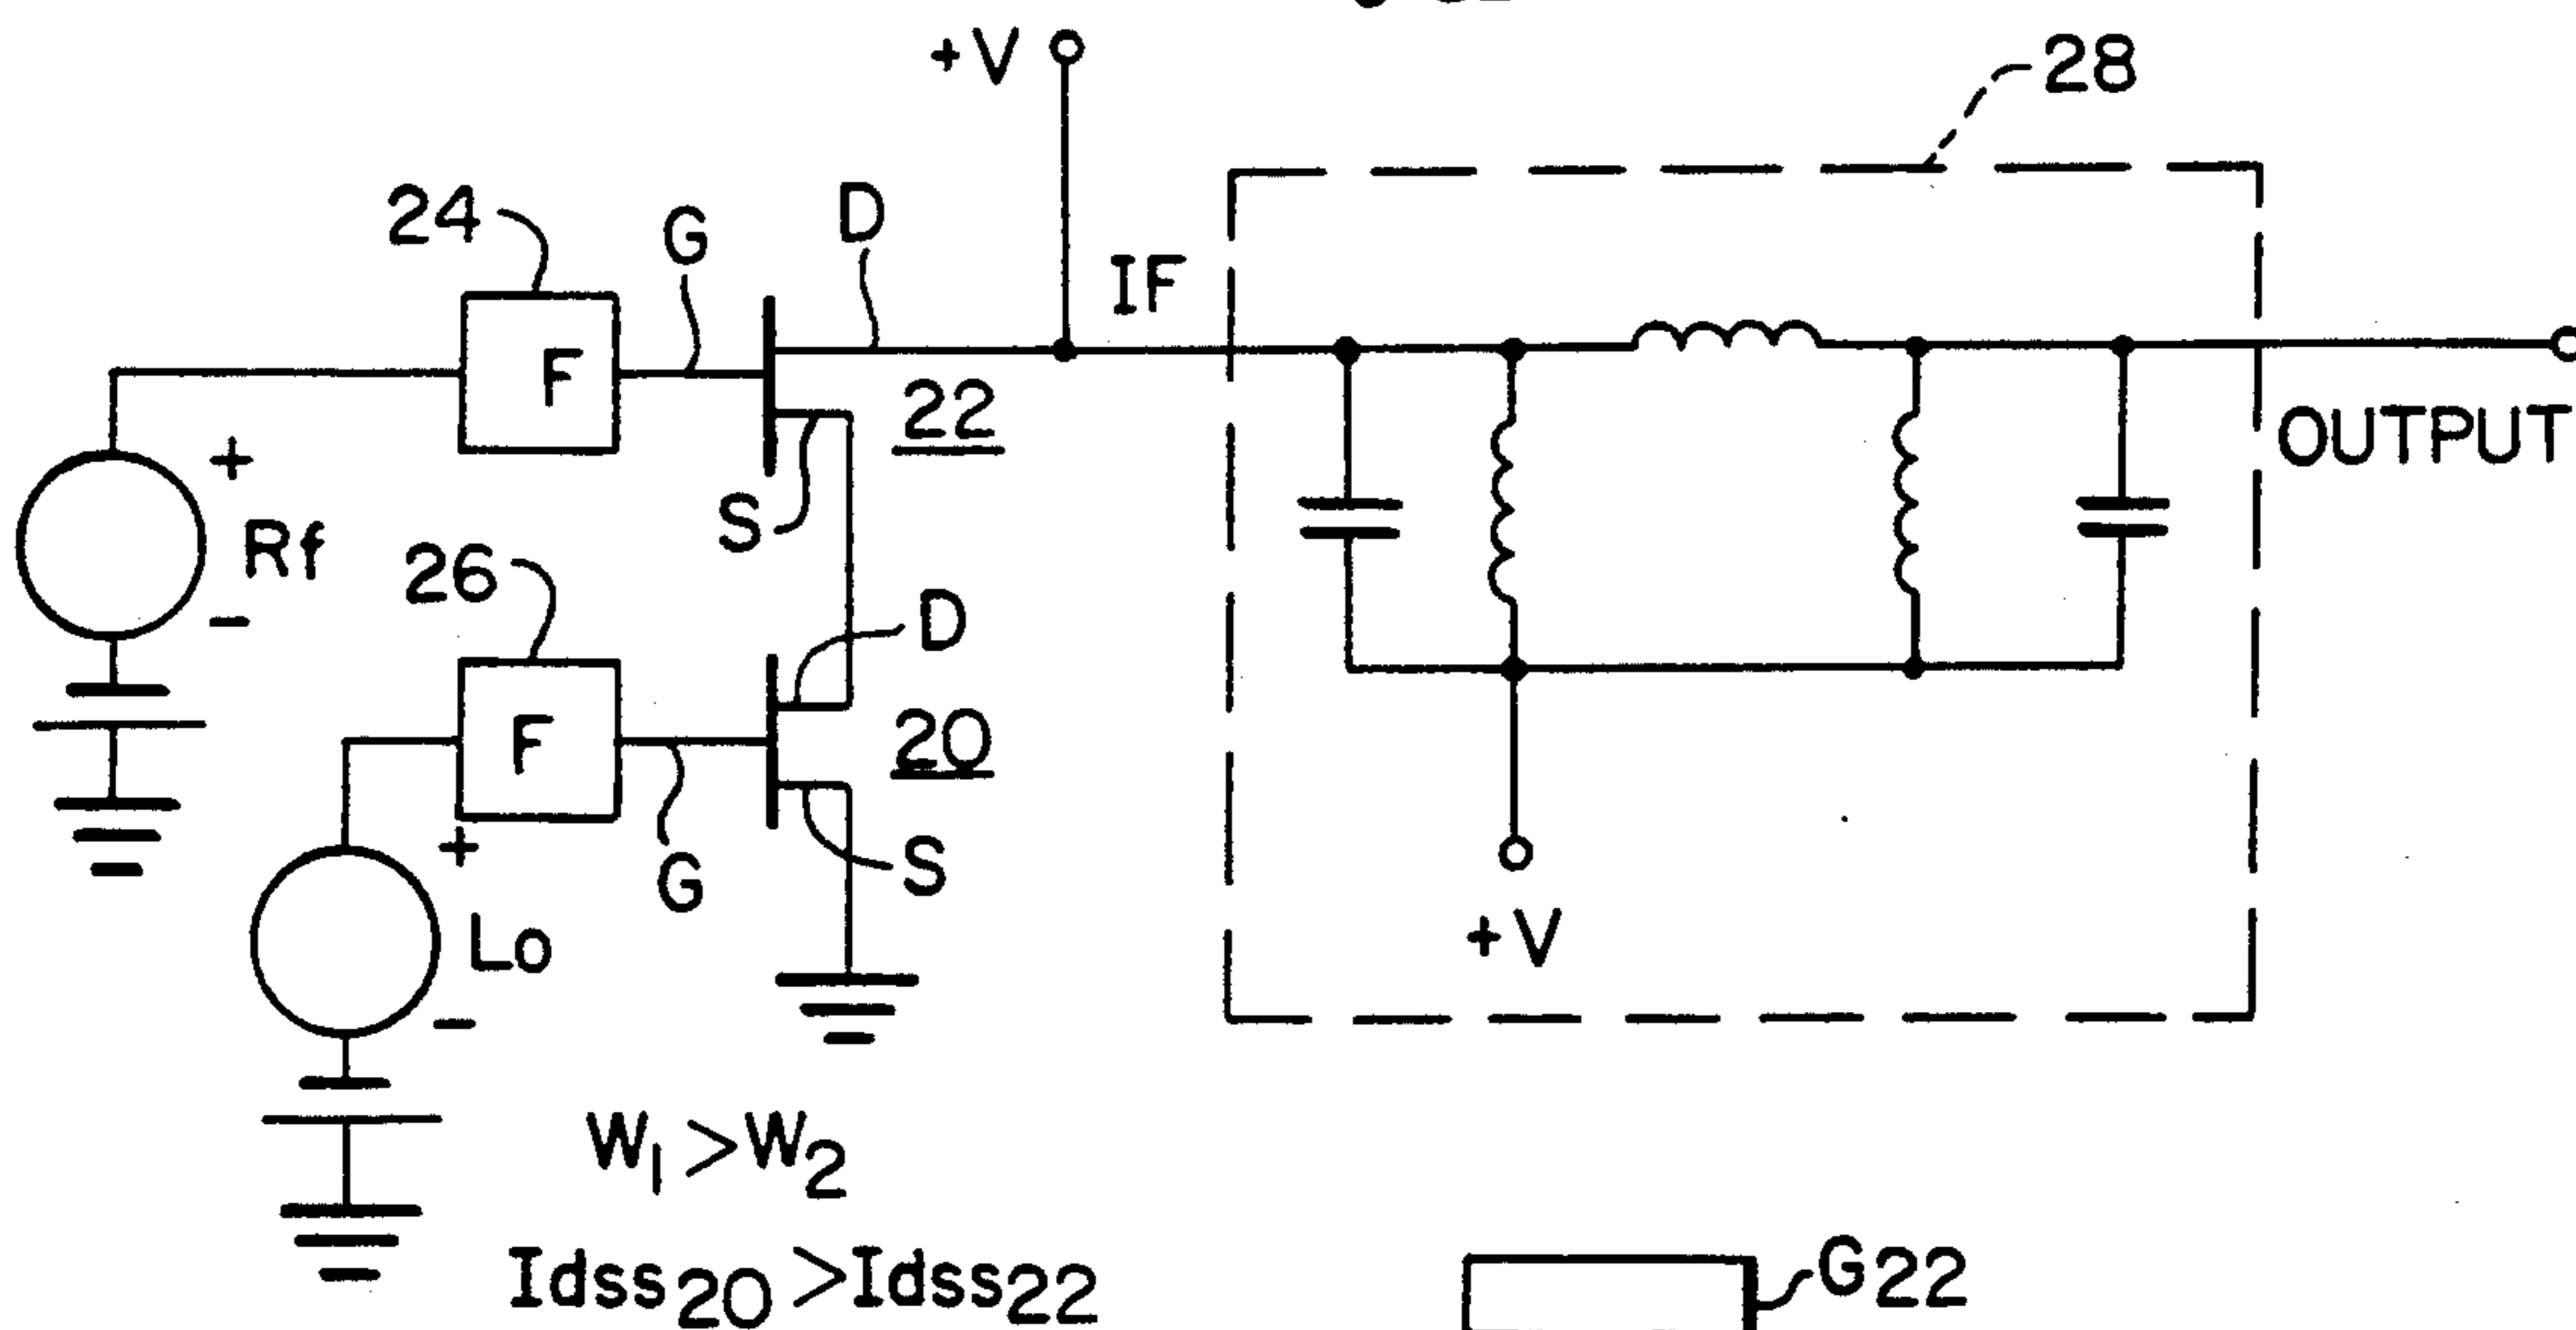 +V
28
24
G
D
IF
F
22
+
Rf
-
S
OUTPUT
26
D
F
20
+
G
S
Lo
-
+V
W1 > W2
Idss20 > Idss22
G22